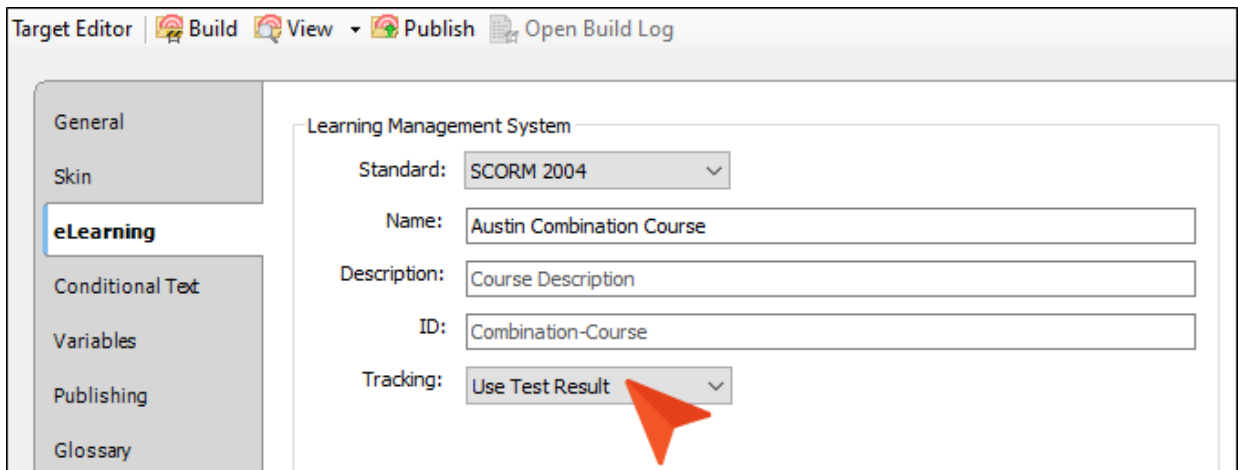 Target Editor Build View Publish Open Build Log
General
Skin
eLearning
Conditional Text
Variables
Publishing
Glossary
Learning Management System
Standard: SCORM 2004
Name: Austin Combination Course
Description: Course Description
ID: Combination-Course
Tracking: Use Test Result